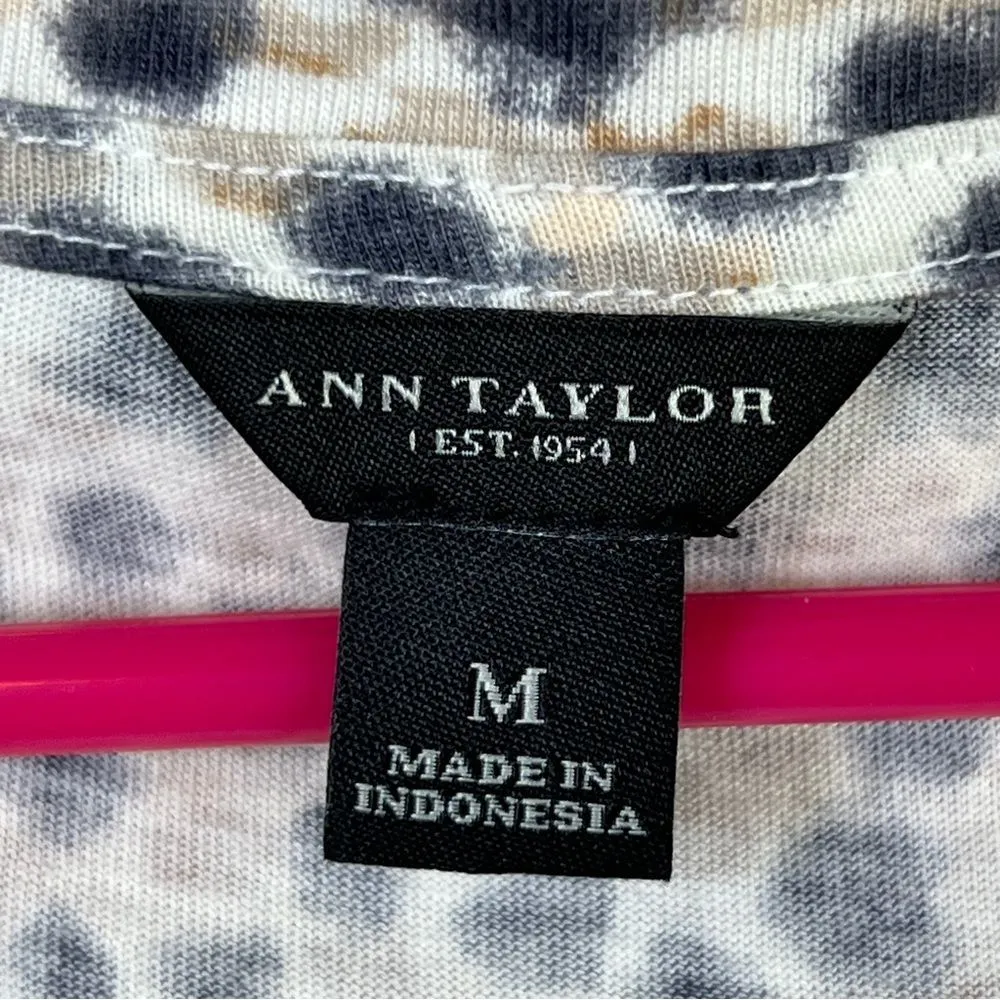 ANN TAYLOR
| EST. 1954 |
M
MADE IN
INDONESIA